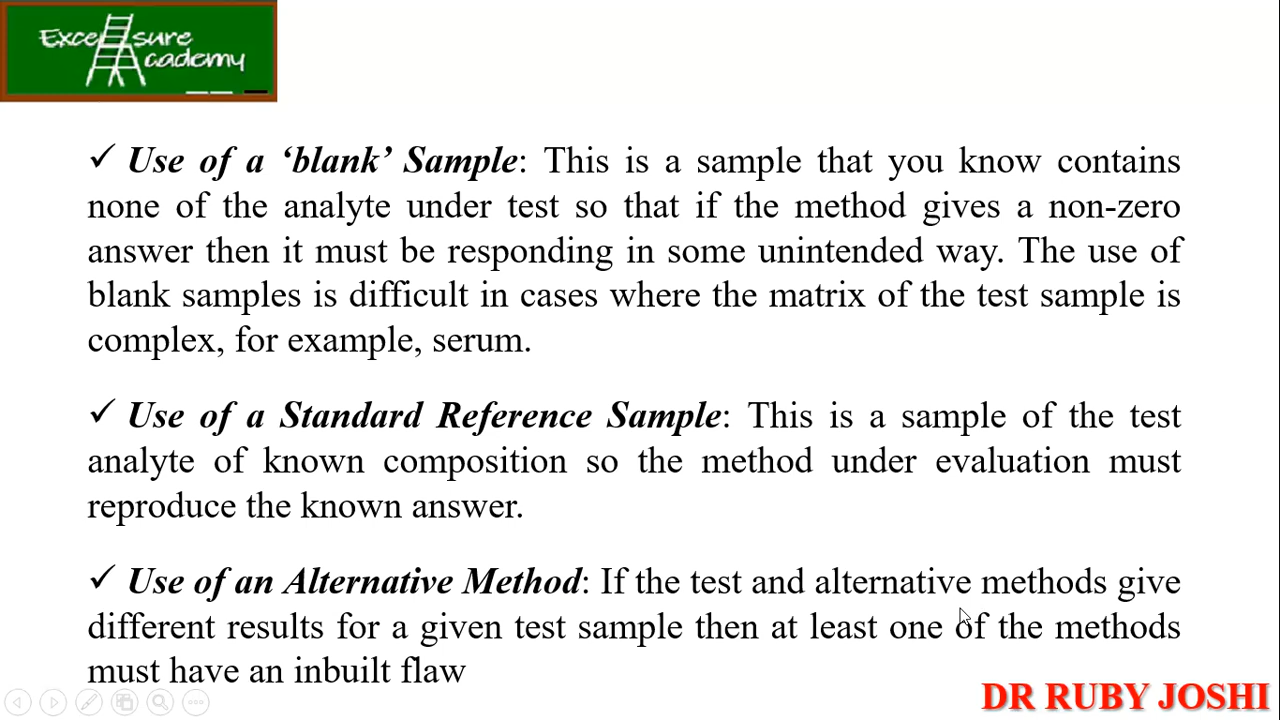 Excel sure
Academy
✓ Use of a ‘blank’ Sample: This is a sample that you know contains
none of the analyte under test so that if the method gives a non-zero
answer then it must be responding in some unintended way. The use of
blank samples is difficult in cases where the matrix of the test sample is
complex, for example, serum.
✓ Use of a Standard Reference Sample: This is a sample of the test
analyte of known composition so the method under evaluation must
reproduce the known answer.
✓ Use of an Alternative Method: If the test and alternative methods give
different results for a given test sample then at least one of the methods
must have an inbuilt flaw
DR RUBY JOSHI